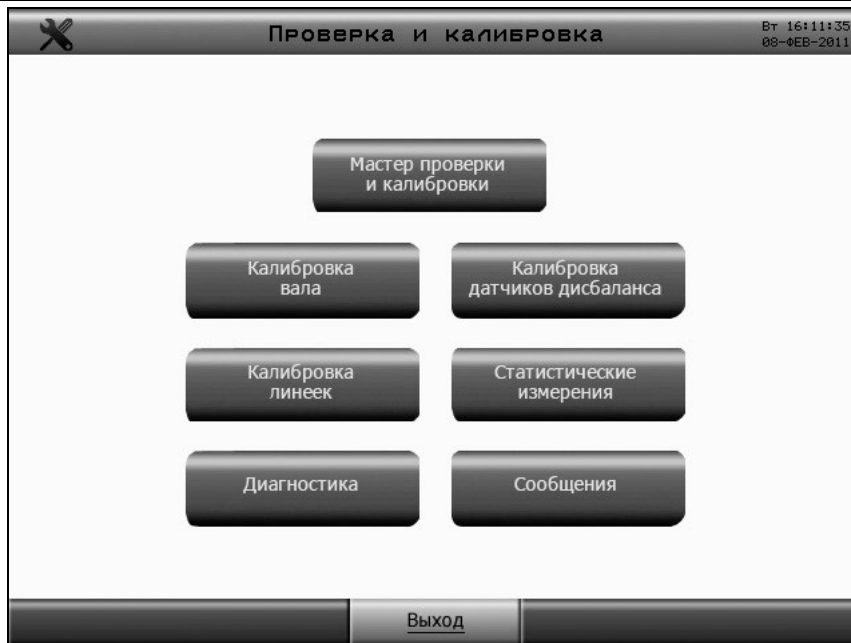 Проверка и калибровка
Вт 16:11:35
08-ФЕВ-2011
Мастер проверки
и калибровки
Калибровка
вала
Калибровка
датчиков дисбаланса
Калибровка
линеек
Статистические
измерения
Диагностика
Сообщения
Выход